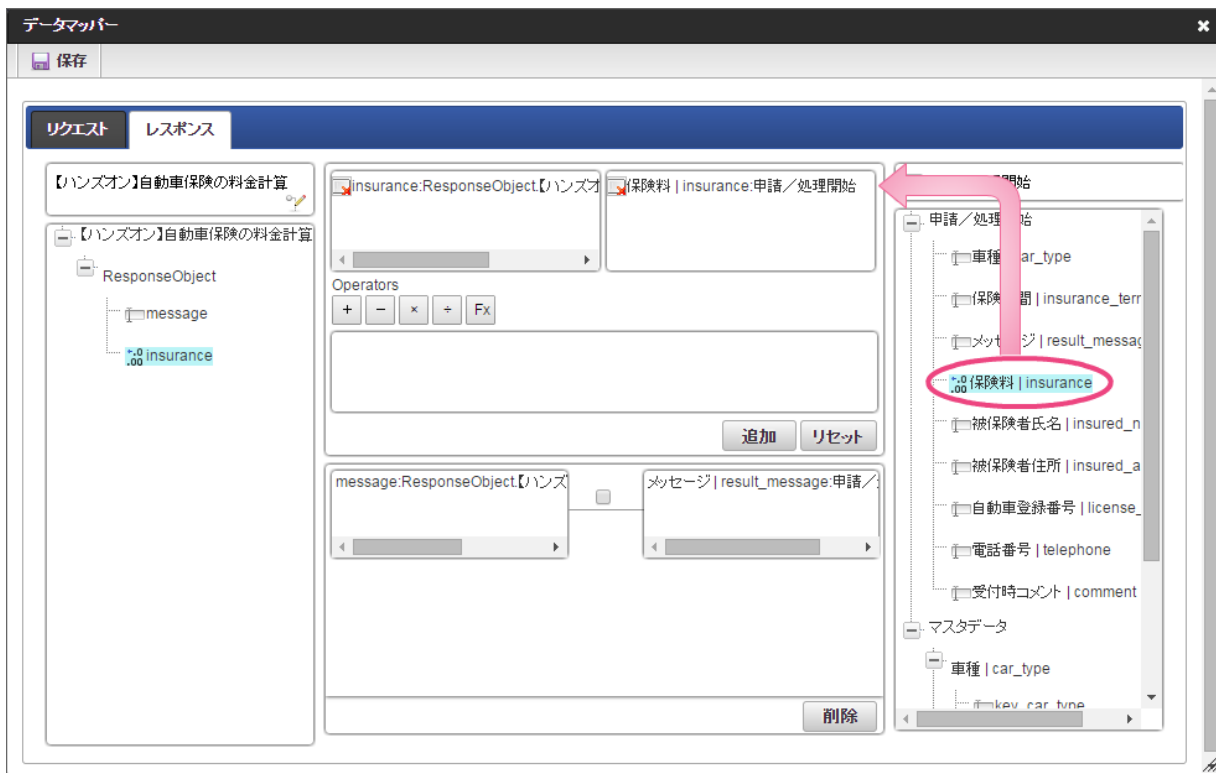 データマッパー
保存
リクエスト
レスポンス
【ハンズオン】自動車保険の料金計算
【ハンズオン】自動車保険の料金計算
ResponseObject
message
insurance
insurance:ResponseObject.【ハンズオ
保険料 | insurance:申請／処理開始
Operators
+
−
×
÷
Fx
追加
リセット
message:ResponseObject.【ハンズ
メッセージ | result_message:申請／
削除
開始
申請／処理
車種
ar_type
保険
間 | insurance_terr
メッセージ | result_messag
保険料 | insurance
被保険者氏名 | insured_n
被保険者住所 | insured_a
自動車登録番号 | license_
電話番号 | telephone
受付時コメント | comment
マスタデータ
車種 | car_type
key_car_type